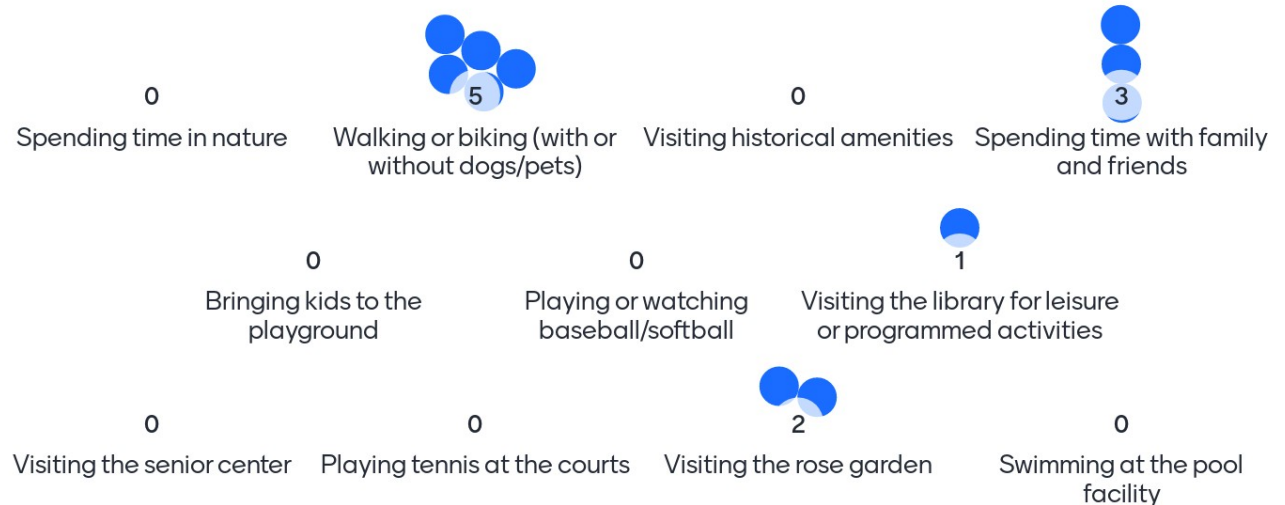 0
5
0
3
Spending time in nature
Walking or biking (with or
without dogs/pets)
Visiting historical amenities
Spending time with family
and friends
0
0
1
Bringing kids to the
playground
Playing or watching
baseball/softball
Visiting the library for leisure
or programmed activities
0
0
2
0
Visiting the senior center
Playing tennis at the courts
Visiting the rose garden
Swimming at the pool
facility